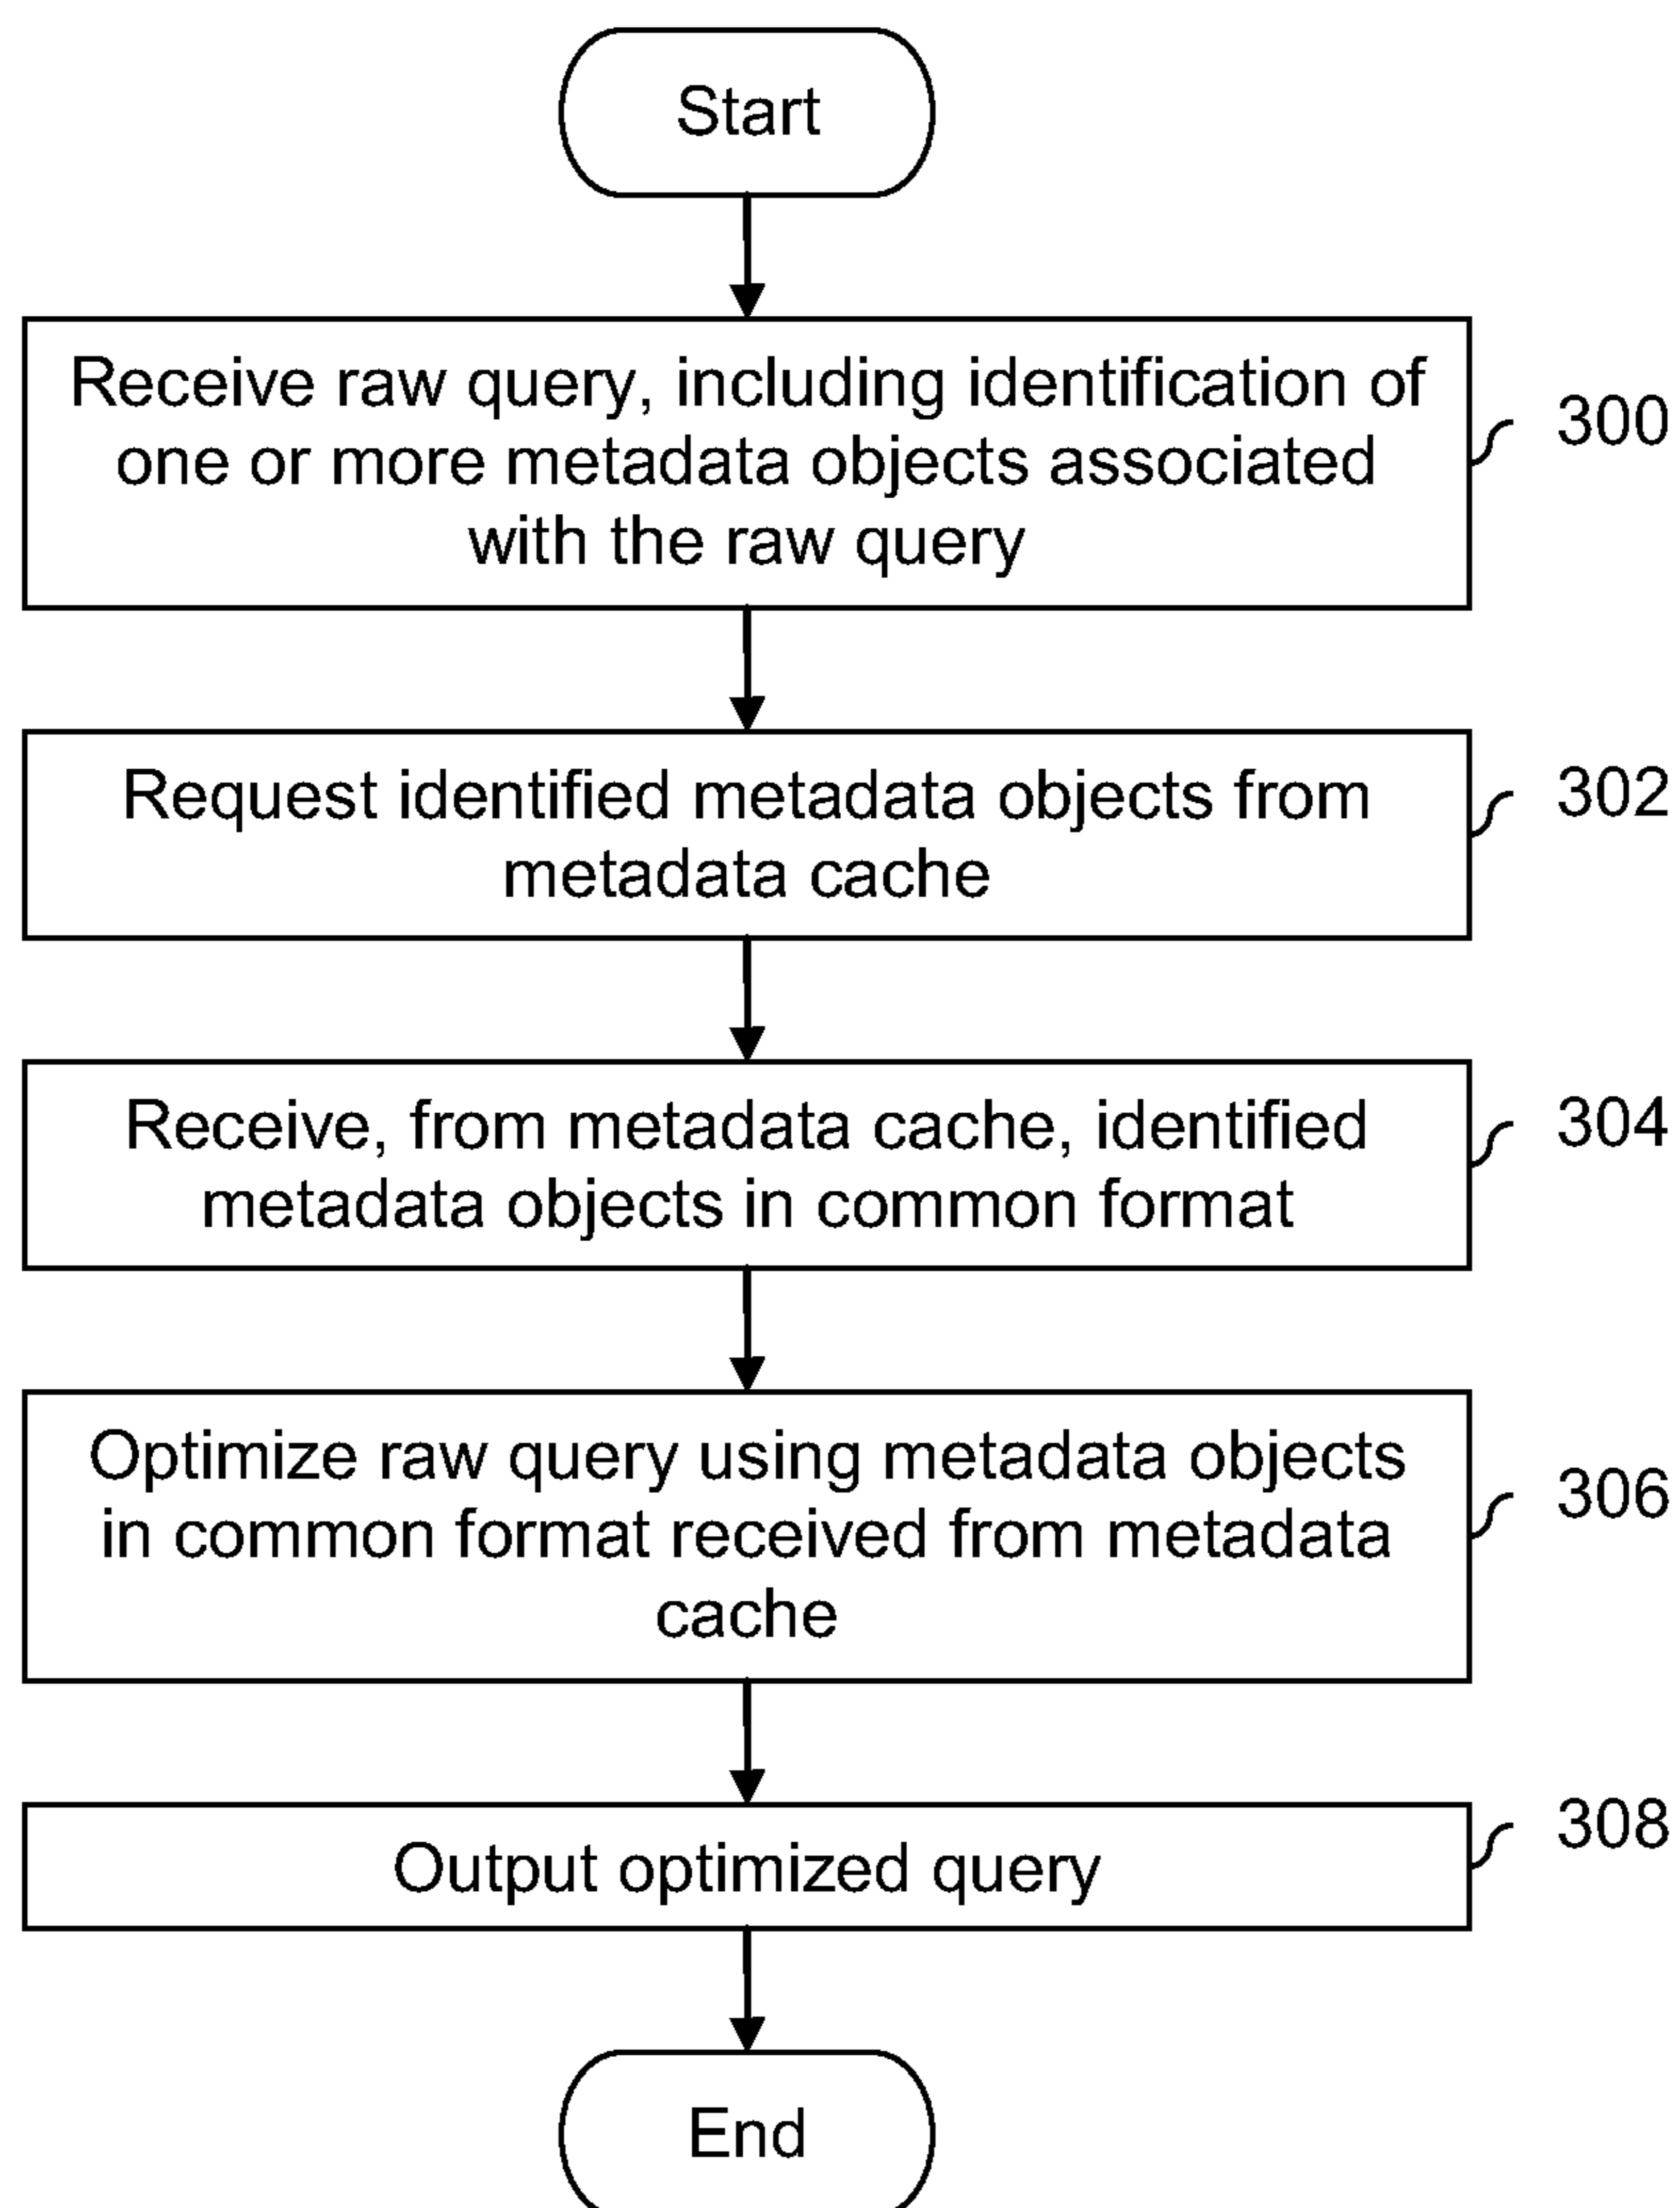 Start
Receive raw query, including identification of
one or more metadata objects associated
with the raw query
300
Request identified metadata objects from
metadata cache
302
Receive, from metadata cache, identified
metadata objects in common format
304
Optimize raw query using metadata objects
in common format received from metadata
cache
306
Output optimized query
308
End